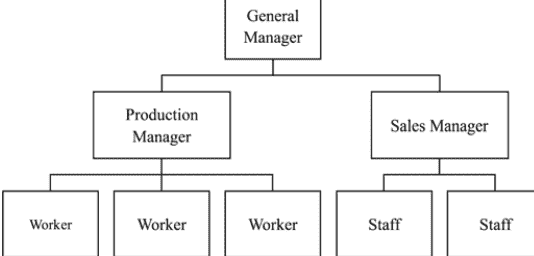 General
Manager
Production
Manager
Sales Manager
Worker
Worker
Worker
Staff
Staff